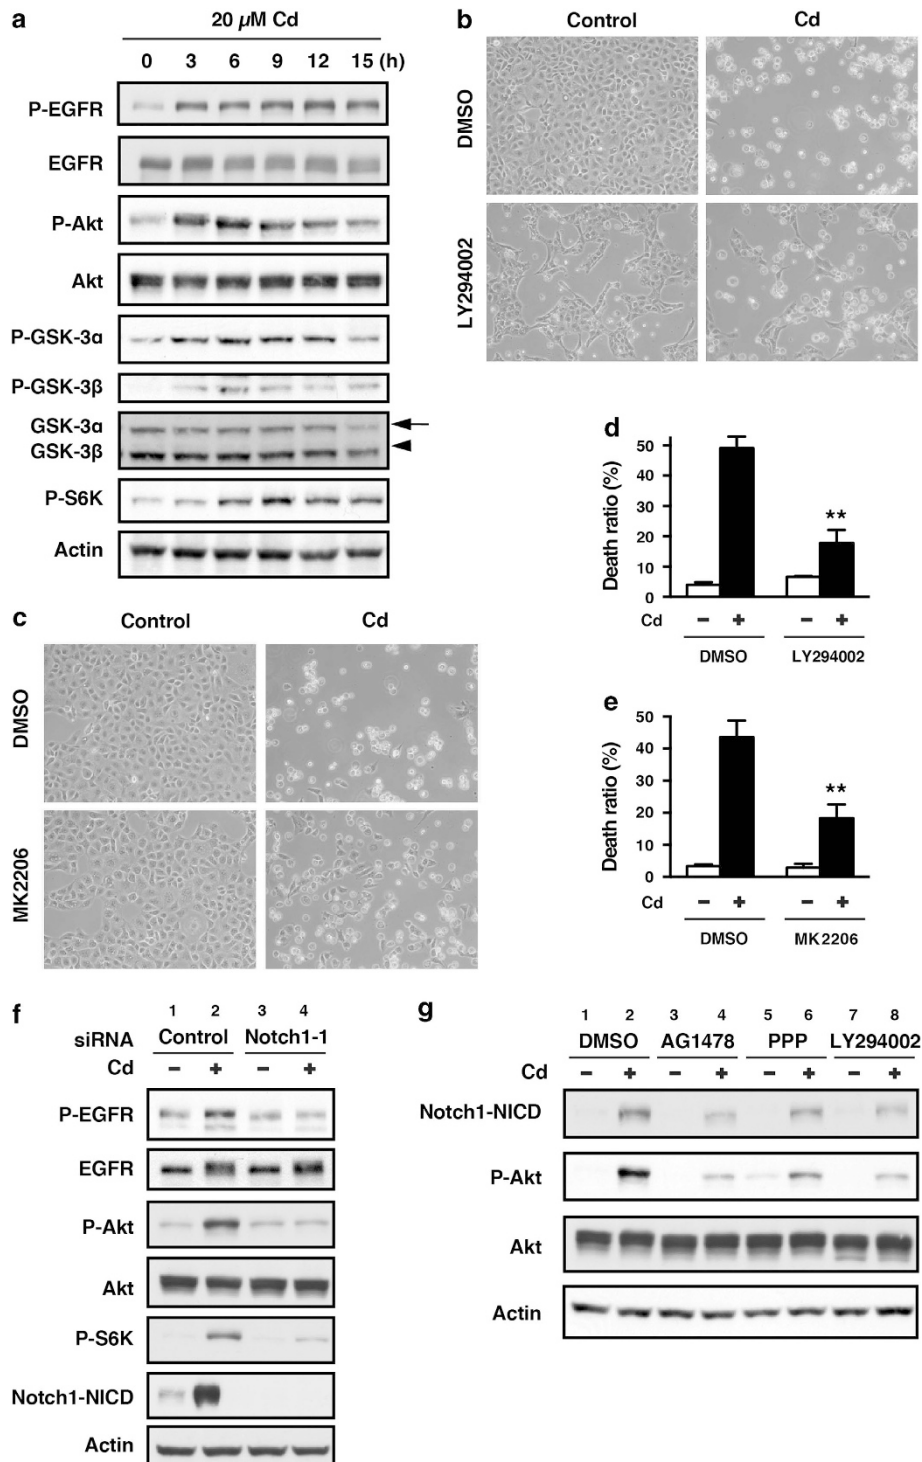 a
20 µM Cd
0 3 6 9 12 15 (h)
P-EGFR
EGFR
P-Akt
Akt
P-GSK-3α
P-GSK-3β
GSK-3α
GSK-3β
P-S6K
Actin
b
Control Cd
DMSO
LY294002
c
Control Cd
DMSO
MK2206
d
Death ratio (%)
50
40
30
20
10
0
**
Cd − + − +
DMSO LY294002
e
Death ratio (%)
50
40
30
20
10
0
**
Cd − + − +
DMSO MK2206
f
1 2 3 4
siRNA Control Notch1-1
Cd − + − +
P-EGFR
EGFR
P-Akt
Akt
P-S6K
Notch1-NICD
Actin
g
1 2 3 4 5 6 7 8
DMSO AG1478 PPP LY294002
Cd − + − + − + − +
Notch1-NICD
P-Akt
Akt
Actin